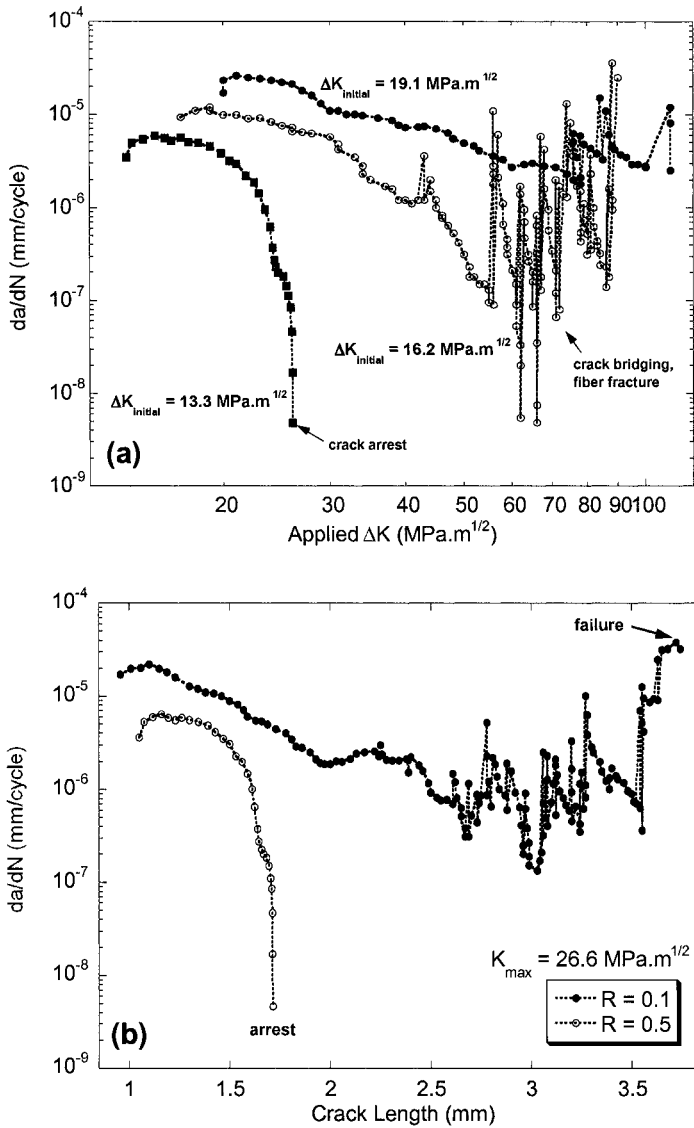 10⁻⁴
ΔK_initial = 19.1 MPa.m^1/2
10⁻⁵
10⁻⁶
da/dN (mm/cycle)
10⁻⁷
ΔK_initial = 16.2 MPa.m^1/2
crack bridging,
fiber fracture
10⁻⁸
ΔK_initial = 13.3 MPa.m^1/2
(a)
crack arrest
10⁻⁹
20 30 40 50 60 70 80 90 100
Applied ΔK (MPa.m^1/2)
10⁻⁴
failure
10⁻⁵
10⁻⁶
da/dN (mm/cycle)
10⁻⁷
K_max = 26.6 MPa.m^1/2
10⁻⁸
R = 0.1
R = 0.5
(b)
arrest
10⁻⁹
1 1.5 2 2.5 3 3.5
Crack Length (mm)